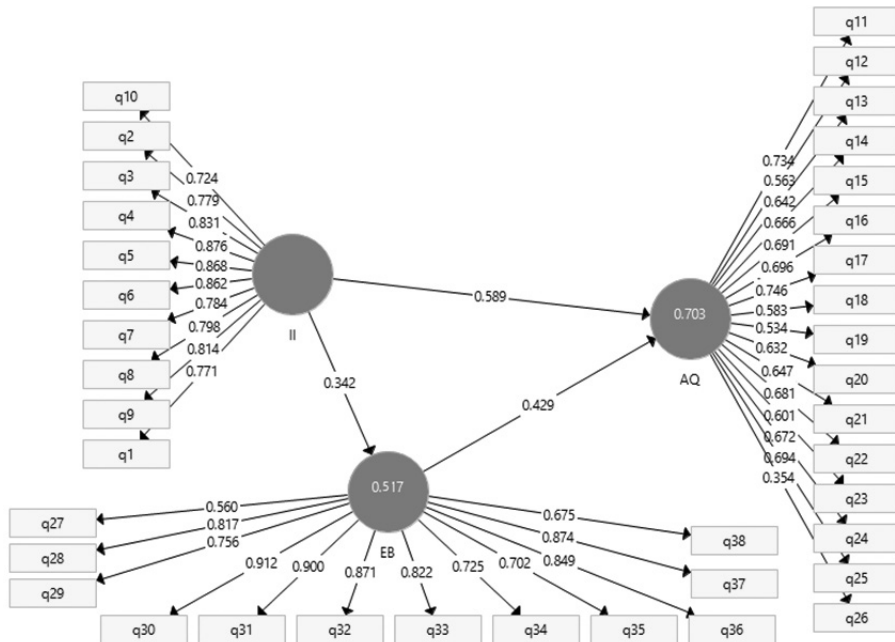 q10
q2
q3
q4
q5
q6
q7
q8
q9
q1
0.724
0.779
0.831
0.876
0.868
0.862
0.784
0.798
0.814
0.771
II
0.589
0.342
0.429
0.703
AQ
q11
q12
q13
q14
q15
q16
q17
q18
q19
q20
q21
q22
q23
q24
q25
q26
0.734
0.563
0.642
0.666
0.691
0.696
0.746
0.583
0.534
0.632
0.647
0.681
0.601
0.672
0.694
0.354
0.517
EB
0.560
0.817
0.756
0.912
0.900
0.871
0.822
0.725
0.702
0.849
0.874
0.675
q27
q28
q29
q30
q31
q32
q33
q34
q35
q36
q37
q38